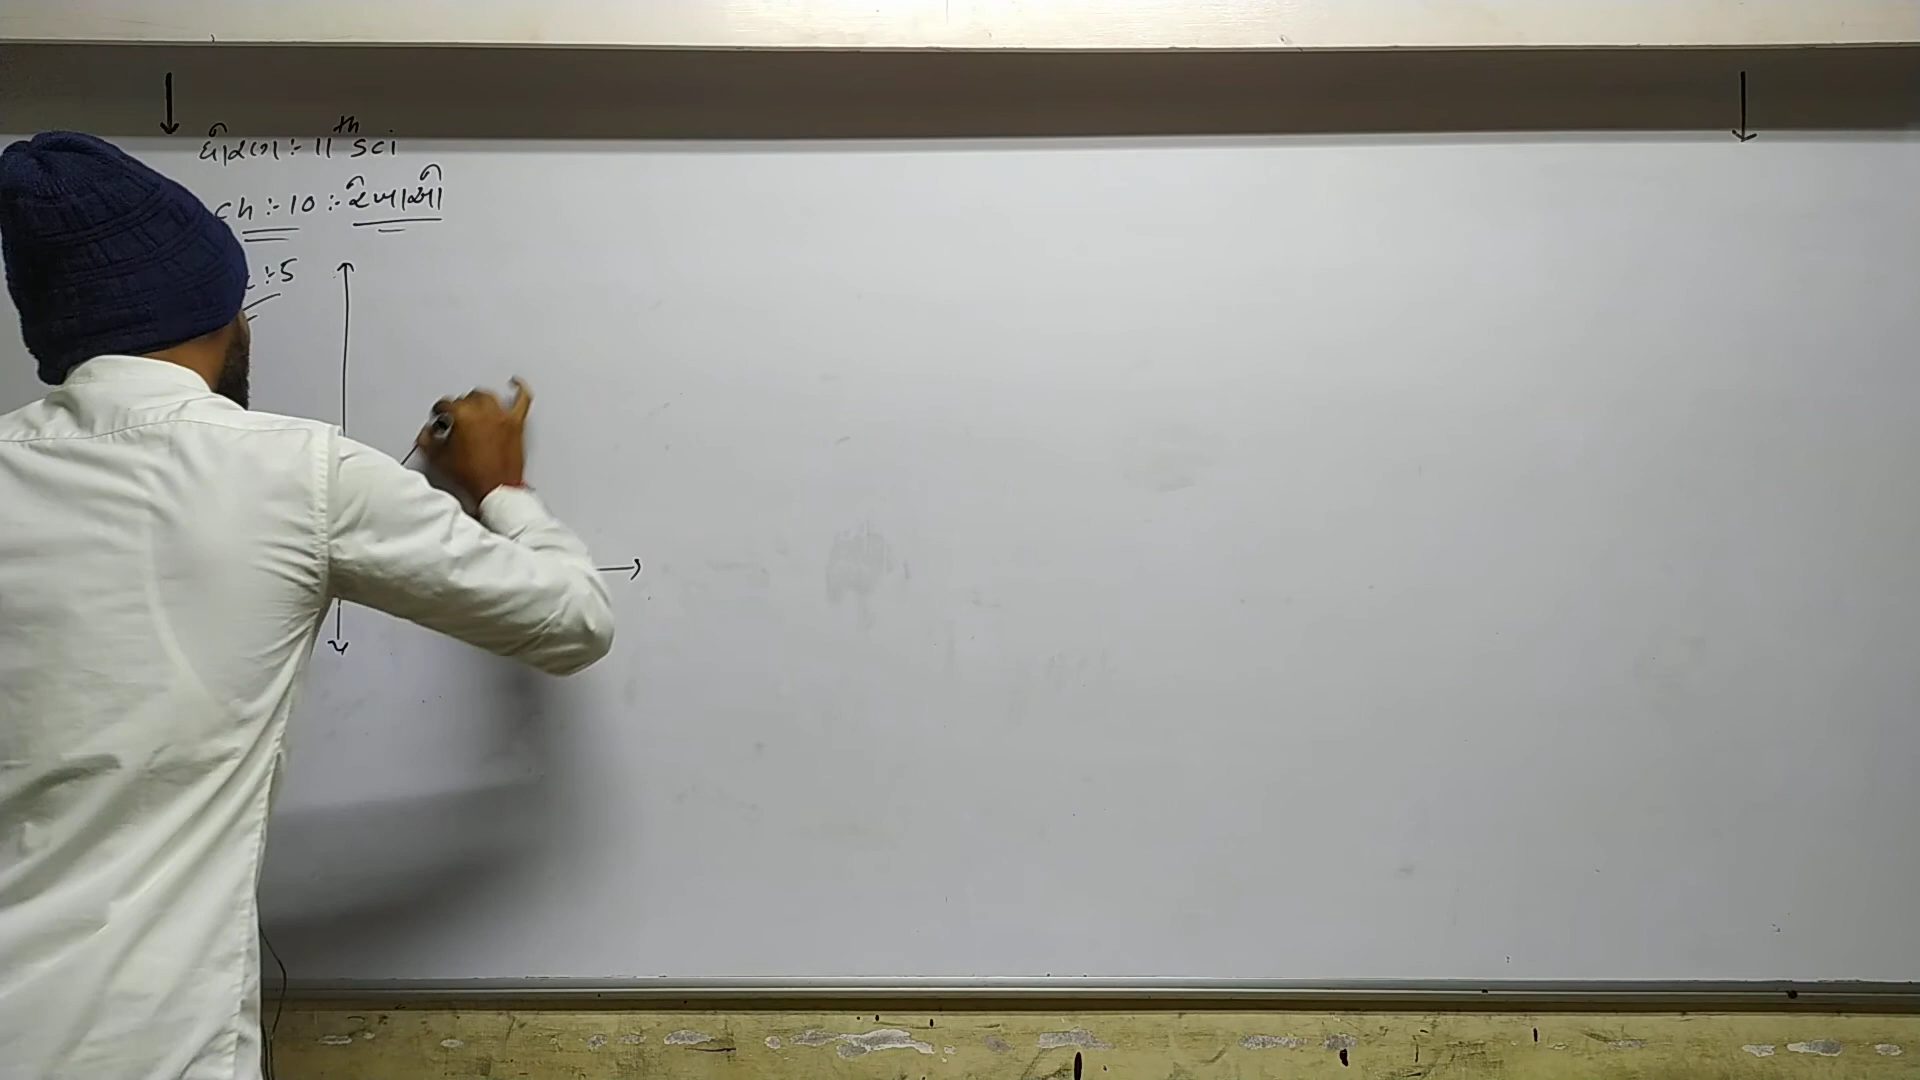 ધોરણ :- 11th sci
ch :- 10 :- રેખાઓ
:- 5